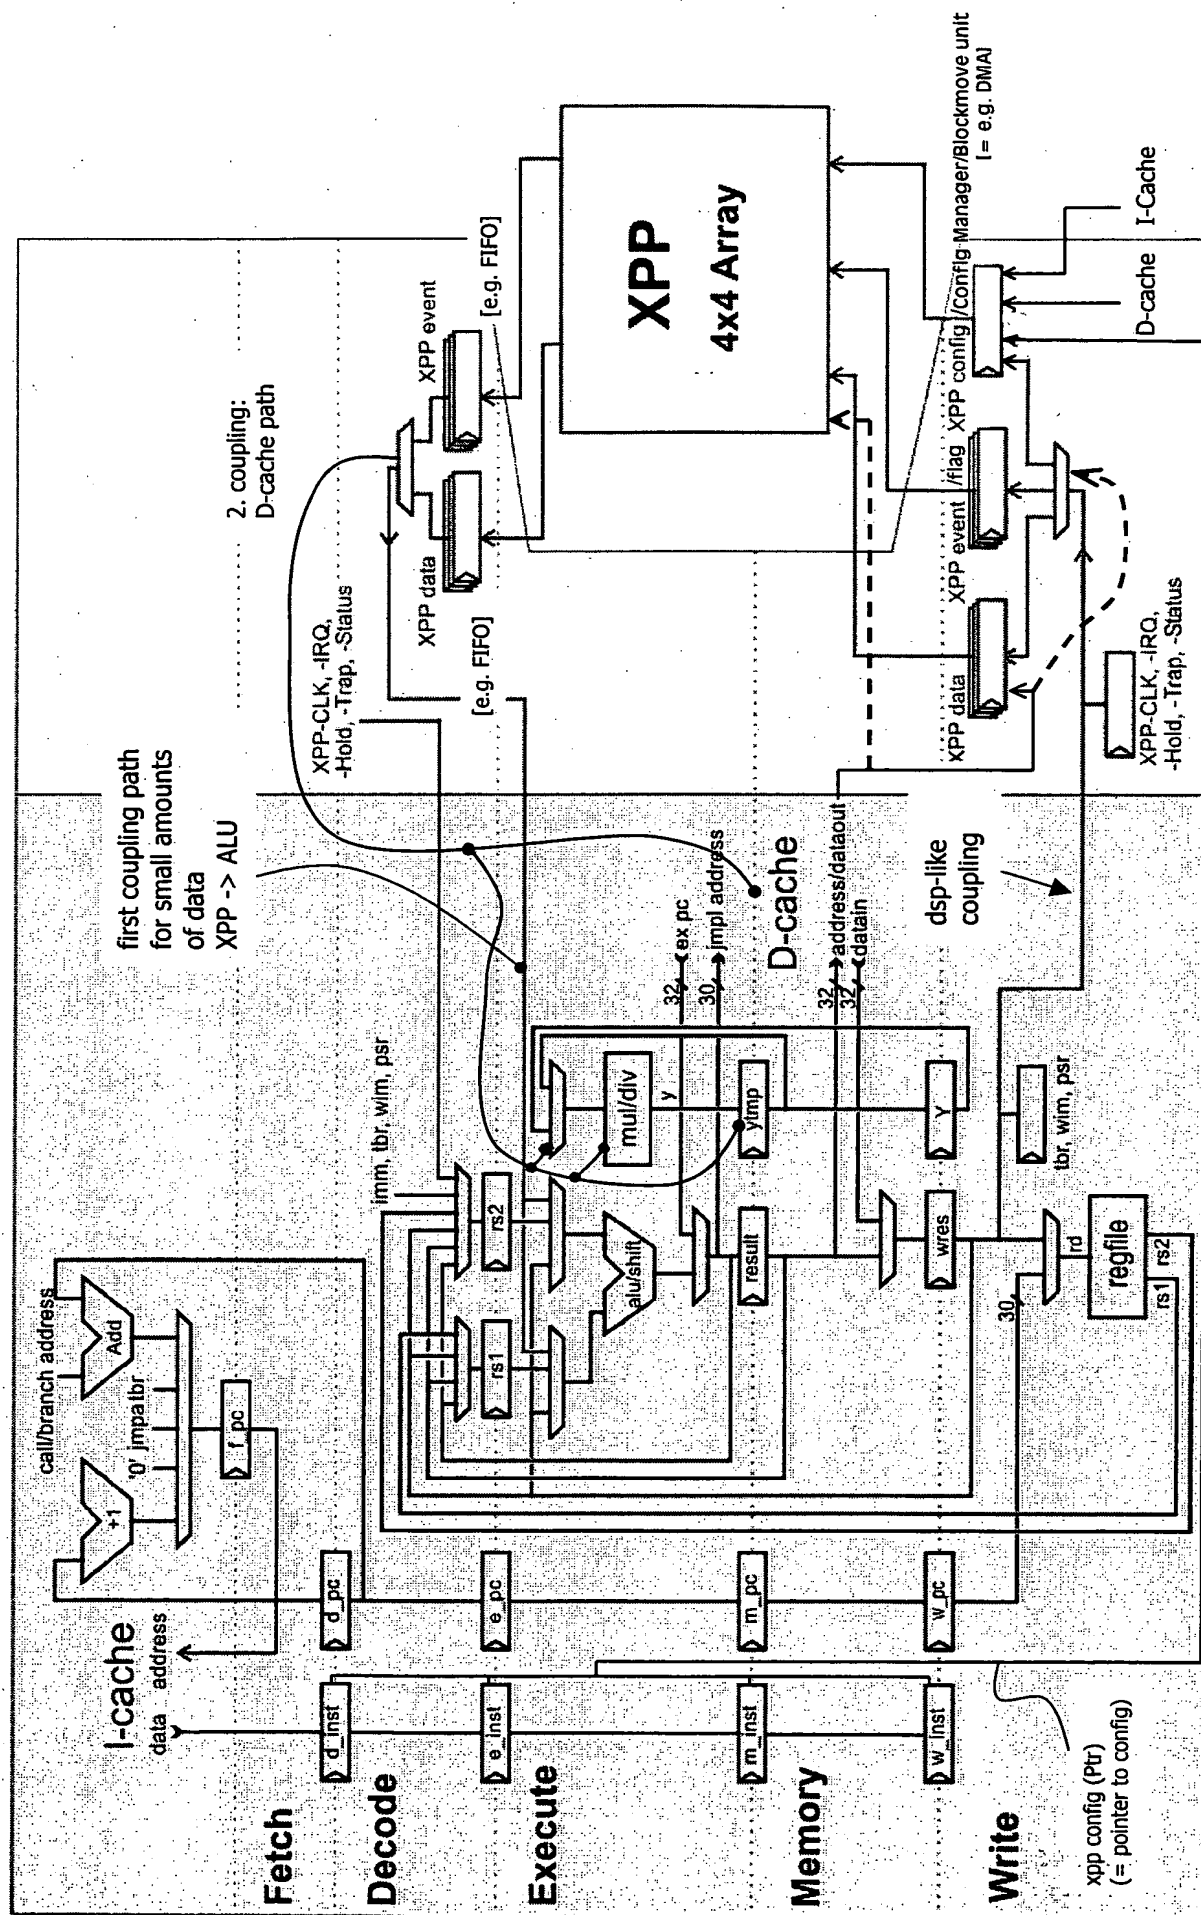 I-cache
data
address
call/branch address
+1
Add
'0'
jmpa
tbr
f_pc
Fetch
Decode
Execute
Memory
Write
d_inst
d_pc
e_inst
e_pc
m_inst
m_pc
w_inst
w_pc
xpp config (Ptr)
(= pointer to config)
imm, tbr, wim, psr
rs1
rs2
alu/shift
mul/div
y
result
ytmp
wres
Y
30
rd
regfile
rs1
rs2
tbr, wim, psr
32
ex pc
30
jmpl address
D-cache
32
address/dataout
32
datain
first coupling path
for small amounts
of data
XPP -> ALU
dsp-like
coupling
2. coupling:
D-cache path
XPP-CLK, -IRQ,
-Hold, -Trap, -Status
[e.g. FIFO]
XPP data
XPP event
[e.g. FIFO]
XPP
4x4 Array
XPP data
XPP event /flag
XPP config /Config Manager/Blockmove unit
[= e.g. DMA]
XPP-CLK, -IRQ,
-Hold, -Trap, -Status
D-cache
I-Cache